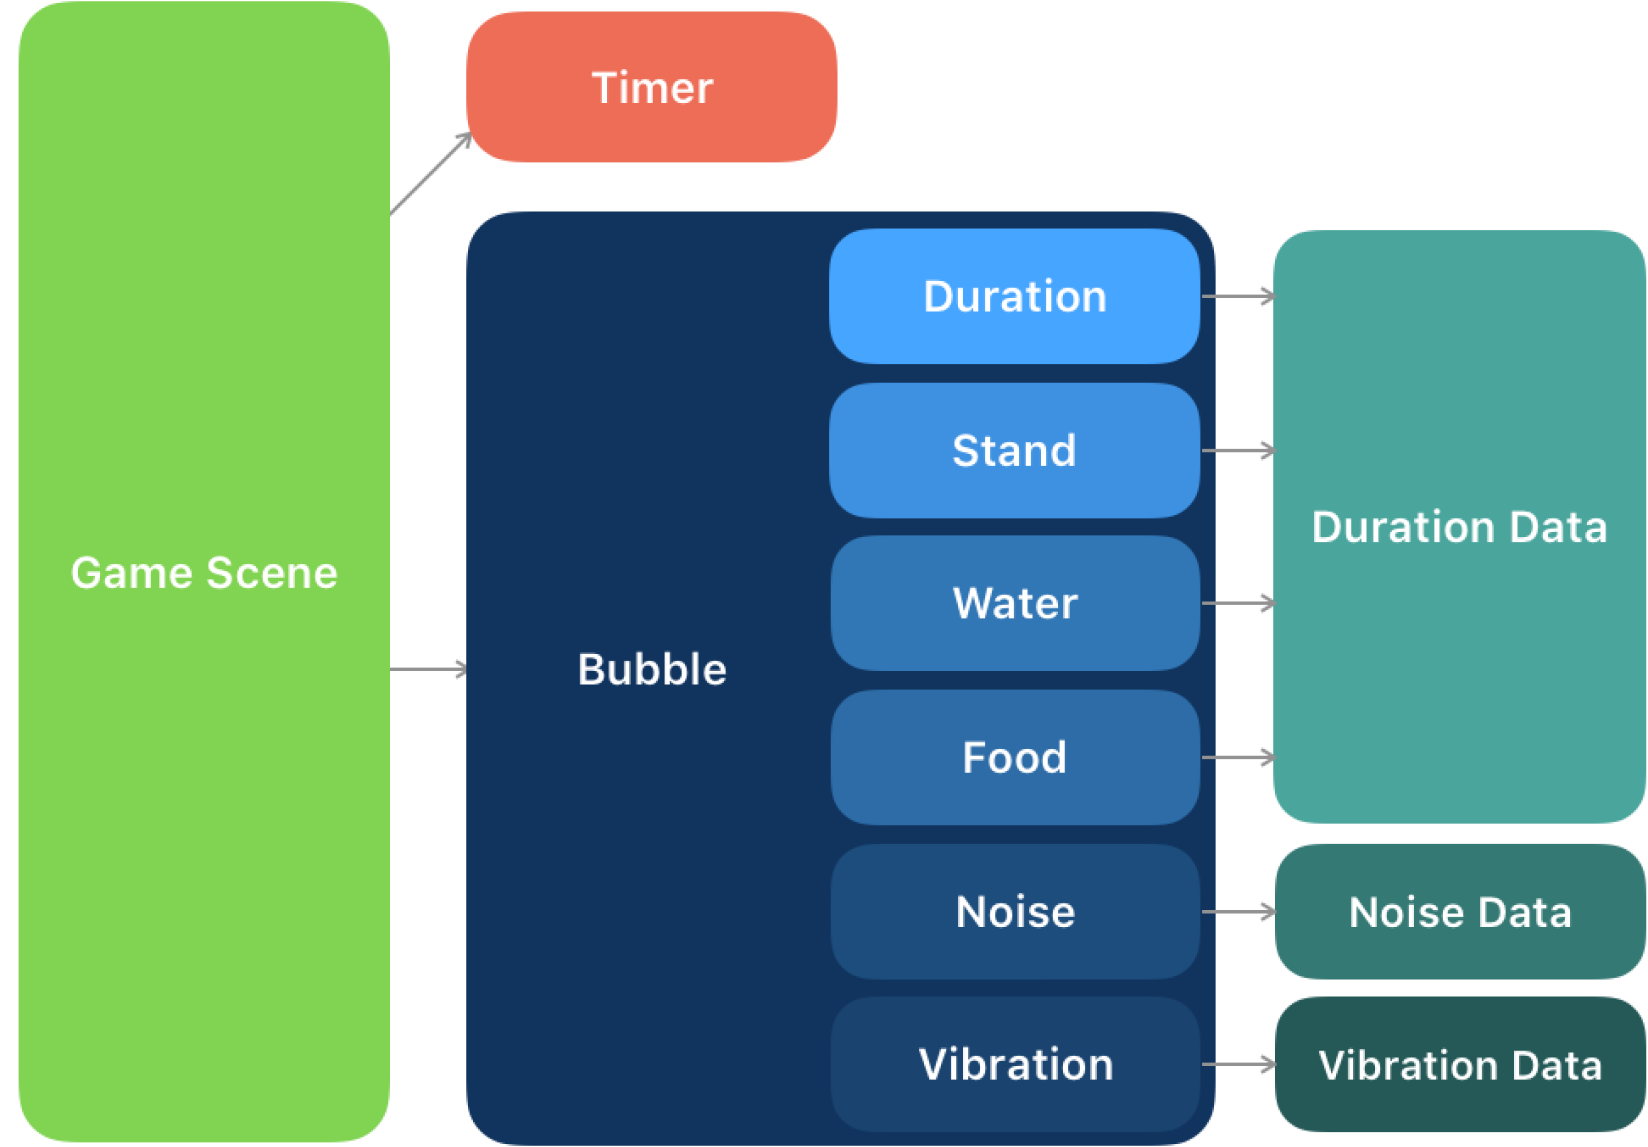 Game Scene
Timer
Bubble
Duration
Stand
Water
Food
Noise
Vibration
Duration Data
Noise Data
Vibration Data